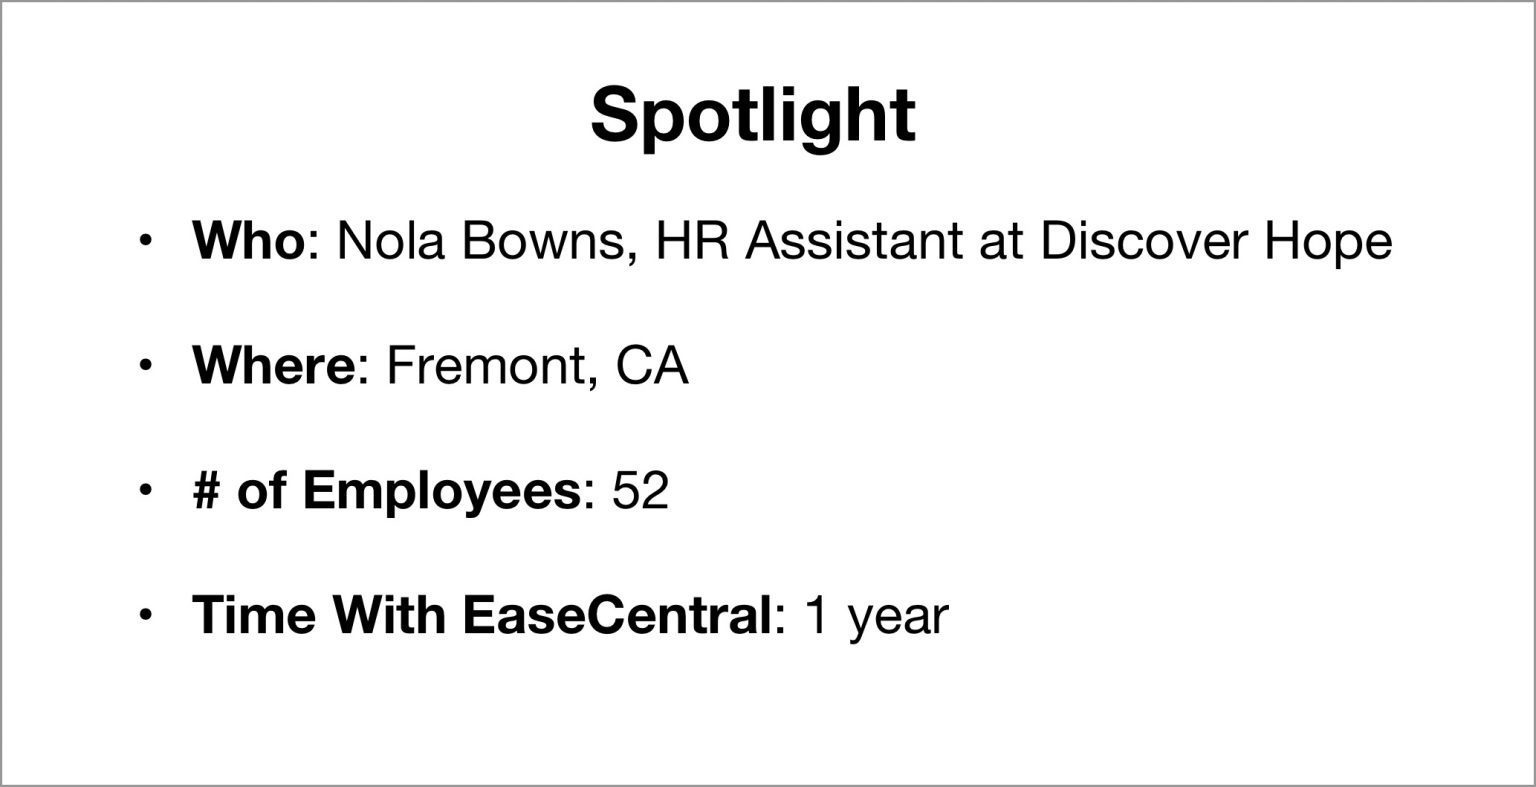 Spotlight
• Who: Nola Bowns, HR Assistant at Discover Hope
• Where: Fremont, CA
• # of Employees: 52
• Time With EaseCentral: 1 year